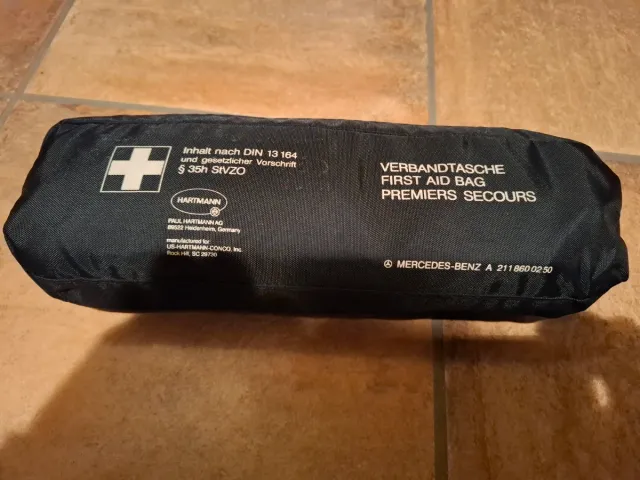 Inhalt nach DIN 13 164
und gesetzlicher Vorschrift
§ 35h StVZO
HARTMANN
PAUL HARTMANN AG
89522 Heidenheim, Germany
manufactured for:
US-HARTMANN-CONCO, Inc.
Rock Hill, SC 29730
VERBANDTASCHE
FIRST AID BAG
PREMIERS SECOURS
MERCEDES-BENZ A 211 860 02 50